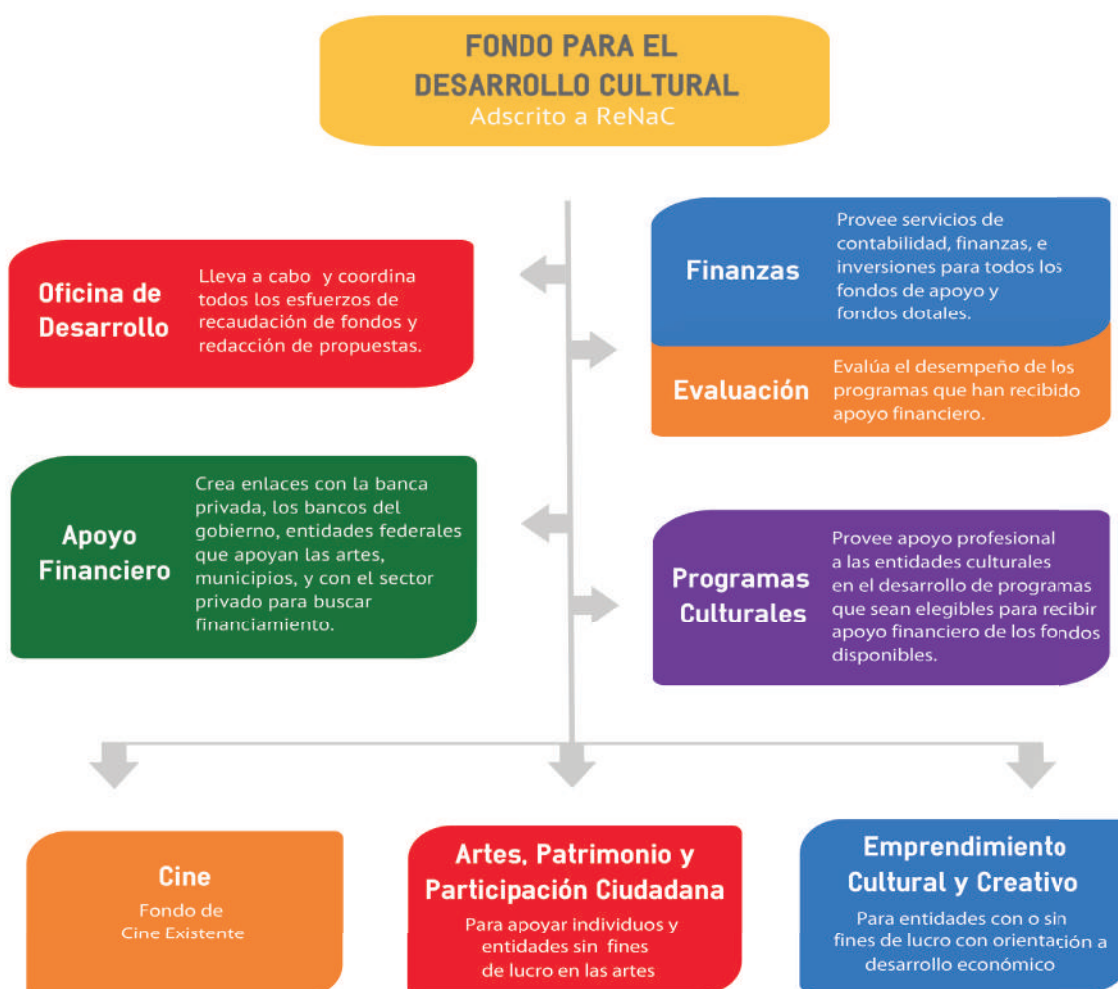 FONDO PARA EL
DESARROLLO CULTURAL
Adscrito a ReNaC
Oficina de
Desarrollo
Lleva a cabo y coordina
todos los esfuerzos de
recaudación de fondos y
redacción de propuestas.
Finanzas
Provee servicios de
contabilidad, finanzas, e
inversiones para todos los
fondos de apoyo y
fondos dotales.
Evaluación
Evalúa el desempeño de los
programas que han recibido
apoyo financiero.
Apoyo
Financiero
Crea enlaces con la banca
privada, los bancos del
gobierno, entidades federales
que apoyan las artes,
municipios, y con el sector
privado para buscar
financiamiento.
Programas
Culturales
Provee apoyo profesional
a las entidades culturales
en el desarrollo de programas
que sean elegibles para recibir
apoyo financiero de los fondos
disponibles.
Cine
Fondo de
Cine Existente
Artes, Patrimonio y
Participación Ciudadana
Para apoyar individuos y
entidades sin fines
de lucro en las artes
Emprendimiento
Cultural y Creativo
Para entidades con o sin
fines de lucro con orientación a
desarrollo económico